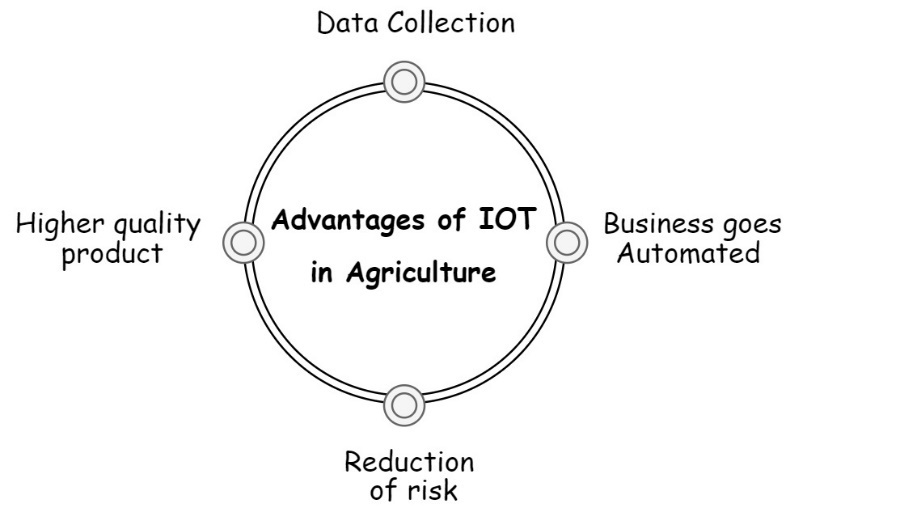 Data Collection
Higher quality
product
Advantages of IOT
in Agriculture
Business goes
Automated
Reduction
of risk